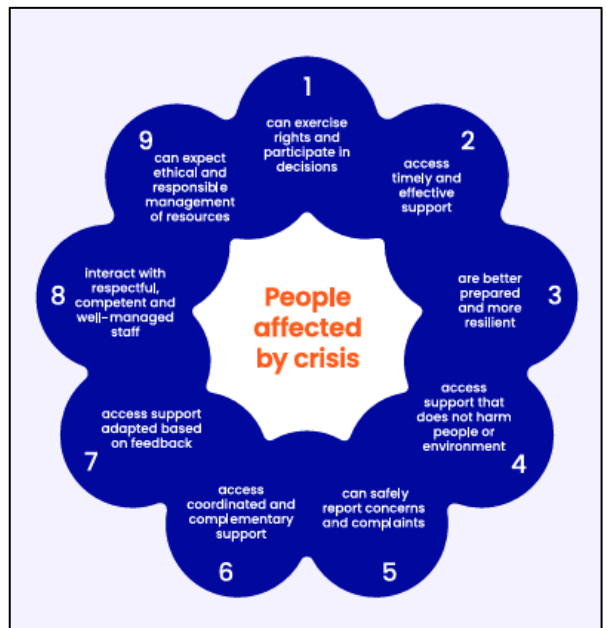 1
can exercise
rights and
participate in
decisions
2
access
timely and
effective
support
are better
prepared
and more
resilient
3
access
support that
does not harm
people or
environment
4
can safely
report concerns
and complaints
5
access
coordinated and
complementary
support
6
access support
adapted based
on feedback
7
interact with
respectful,
competent and
well-managed
staff
8
9
can expect
ethical and
responsible
management
of resources
People
affected
by crisis